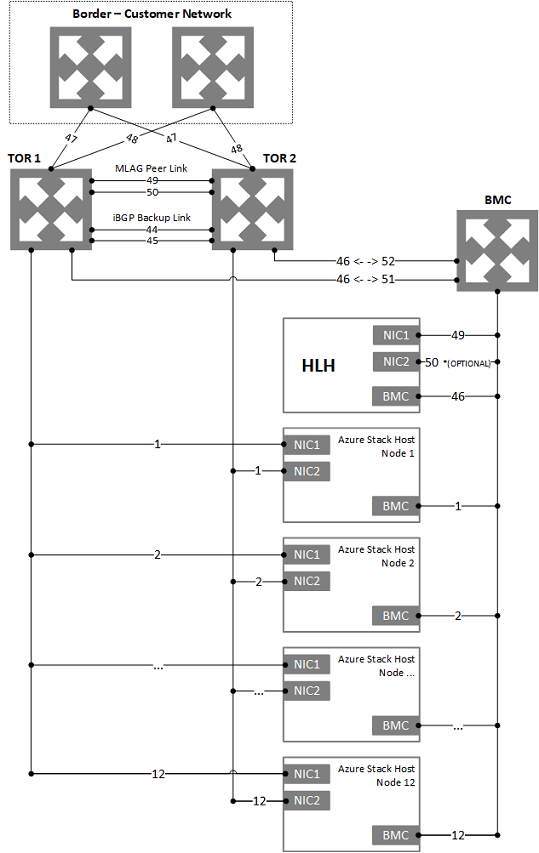 Border – Customer Network
47
48
47
48
TOR 1
TOR 2
MLAG Peer Link
49
50
iBGP Backup Link
44
45
BMC
46 <- -> 52
46 <- -> 51
HLH
NIC1
49
NIC2
50 *(OPTIONAL)
BMC
46
1
NIC1
Azure Stack Host
Node 1
1
NIC2
BMC
1
2
NIC1
Azure Stack Host
Node 2
2
NIC2
BMC
2
...
NIC1
Azure Stack Host
Node ...
...
NIC2
BMC
...
12
NIC1
Azure Stack Host
Node 12
12
NIC2
BMC
12